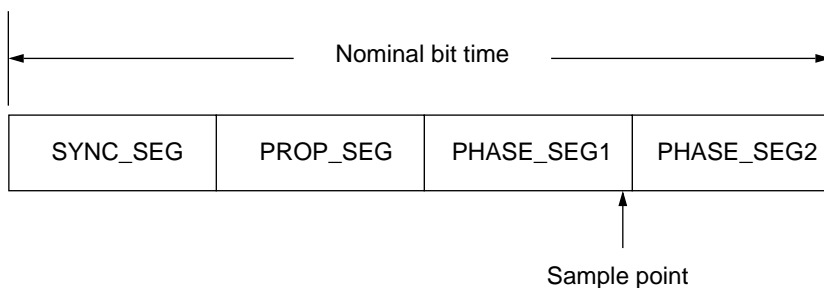 Nominal bit time
SYNC_SEG PROP_SEG PHASE_SEG1 PHASE_SEG2
Sample point